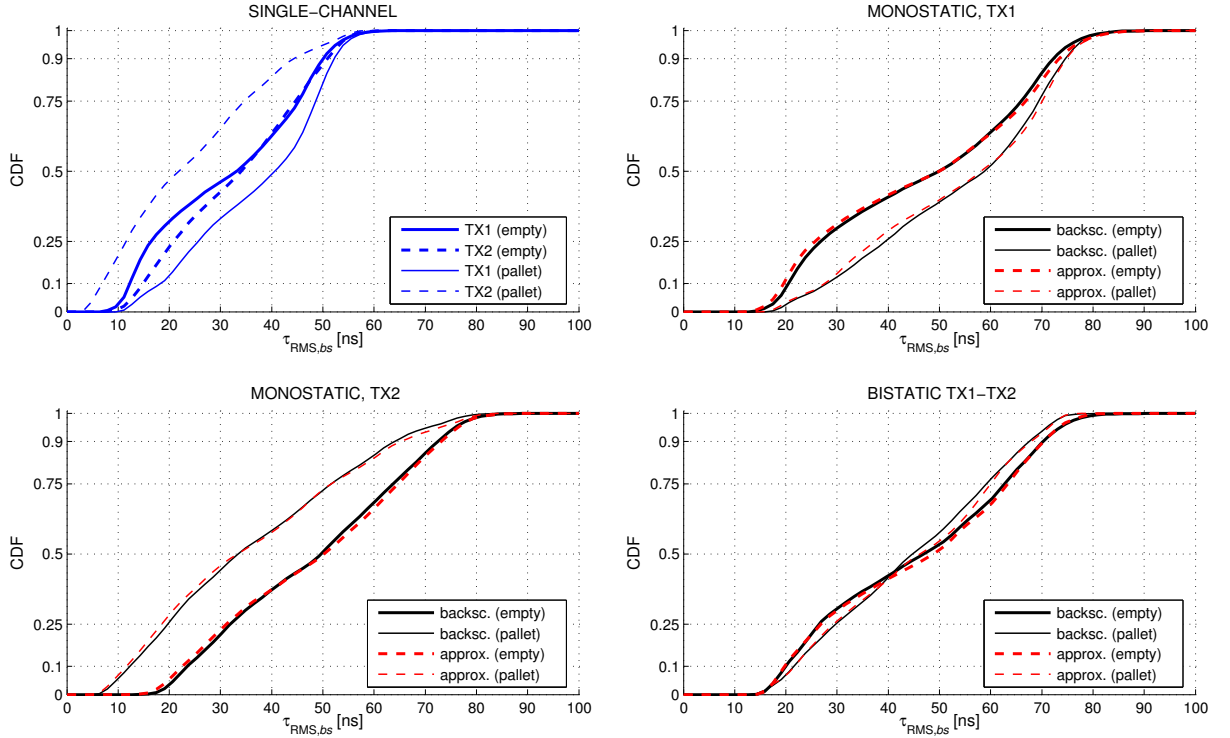 SINGLE−CHANNEL
1
0.9
0.75
0.5
0.25
0.1
0
CDF
TX1 (empty)
TX2 (empty)
TX1 (pallet)
TX2 (pallet)
0 10 20 30 40 50 60 70 80 90 100
τRMS,bs [ns]
MONOSTATIC, TX1
1
0.9
0.75
0.5
0.25
0.1
0
CDF
backsc. (empty)
backsc. (pallet)
approx. (empty)
approx. (pallet)
0 10 20 30 40 50 60 70 80 90 100
τRMS,bs [ns]
MONOSTATIC, TX2
1
0.9
0.75
0.5
0.25
0.1
0
CDF
backsc. (empty)
backsc. (pallet)
approx. (empty)
approx. (pallet)
0 10 20 30 40 50 60 70 80 90 100
τRMS,bs [ns]
BISTATIC TX1−TX2
1
0.9
0.75
0.5
0.25
0.1
0
CDF
backsc. (empty)
backsc. (pallet)
approx. (empty)
approx. (pallet)
0 10 20 30 40 50 60 70 80 90 100
τRMS,bs [ns]